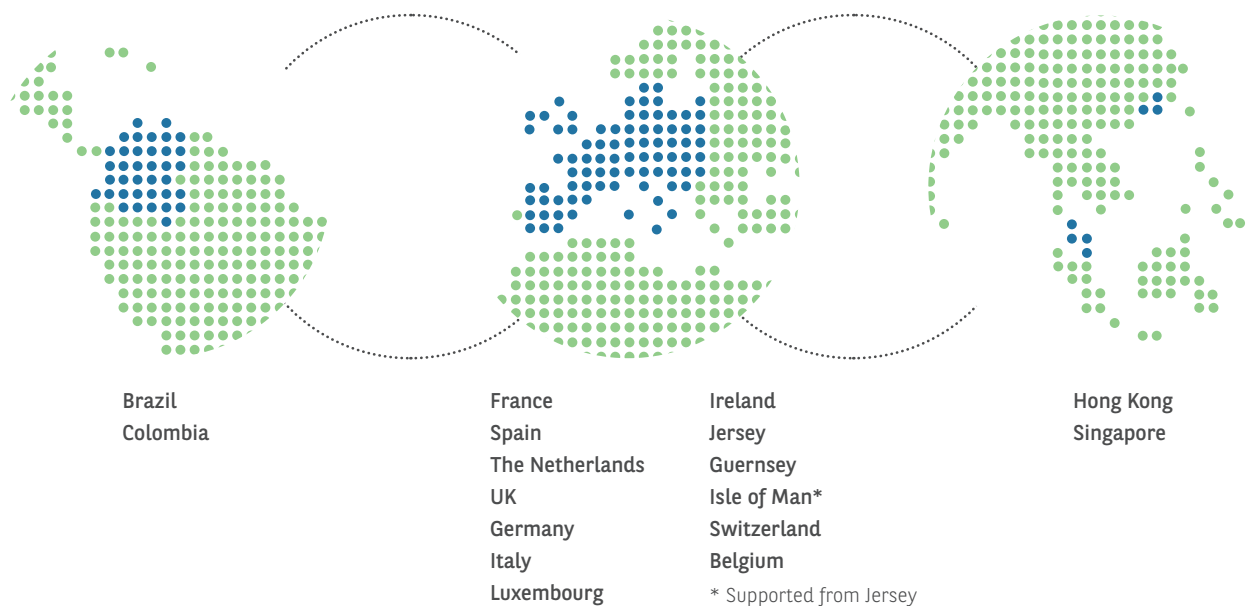 Brazil
Colombia
France
Spain
The Netherlands
UK
Germany
Italy
Luxembourg
Ireland
Jersey
Guernsey
Isle of Man*
Switzerland
Belgium
* Supported from Jersey
Hong Kong
Singapore